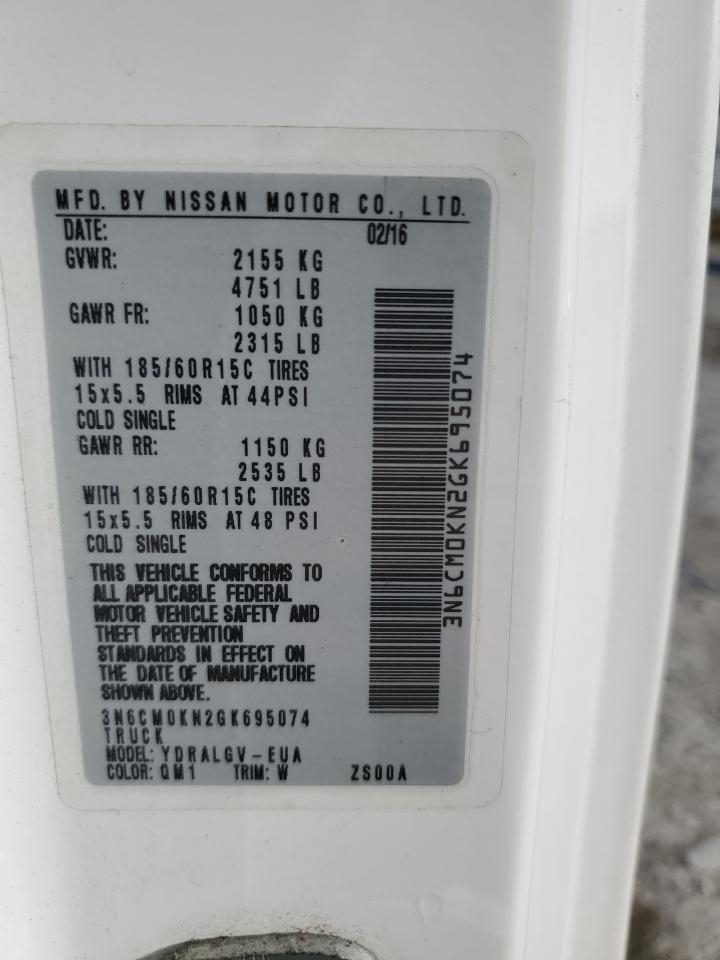 MFD. BY NISSAN MOTOR CO., LTD.
DATE: 02/16
GVWR: 2155 KG
4751 LB
GAWR FR: 1050 KG
2315 LB
WITH 185/60R15C TIRES
15x5.5 RIMS AT 44PSI
COLD SINGLE
GAWR RR: 1150 KG
2535 LB
WITH 185/60R15C TIRES
15x5.5 RIMS AT 48 PSI
COLD SINGLE
THIS VEHICLE CONFORMS TO
ALL APPLICABLE FEDERAL
MOTOR VEHICLE SAFETY AND
THEFT PREVENTION
STANDARDS IN EFFECT ON
THE DATE OF MANUFACTURE
SHOWN ABOVE.
3N6CM0KN2GK695074
TRUCK
MODEL: YDRALGV-EUA
COLOR: QM1 TRIM: W ZS00A
3N6CM0KN2GK695074